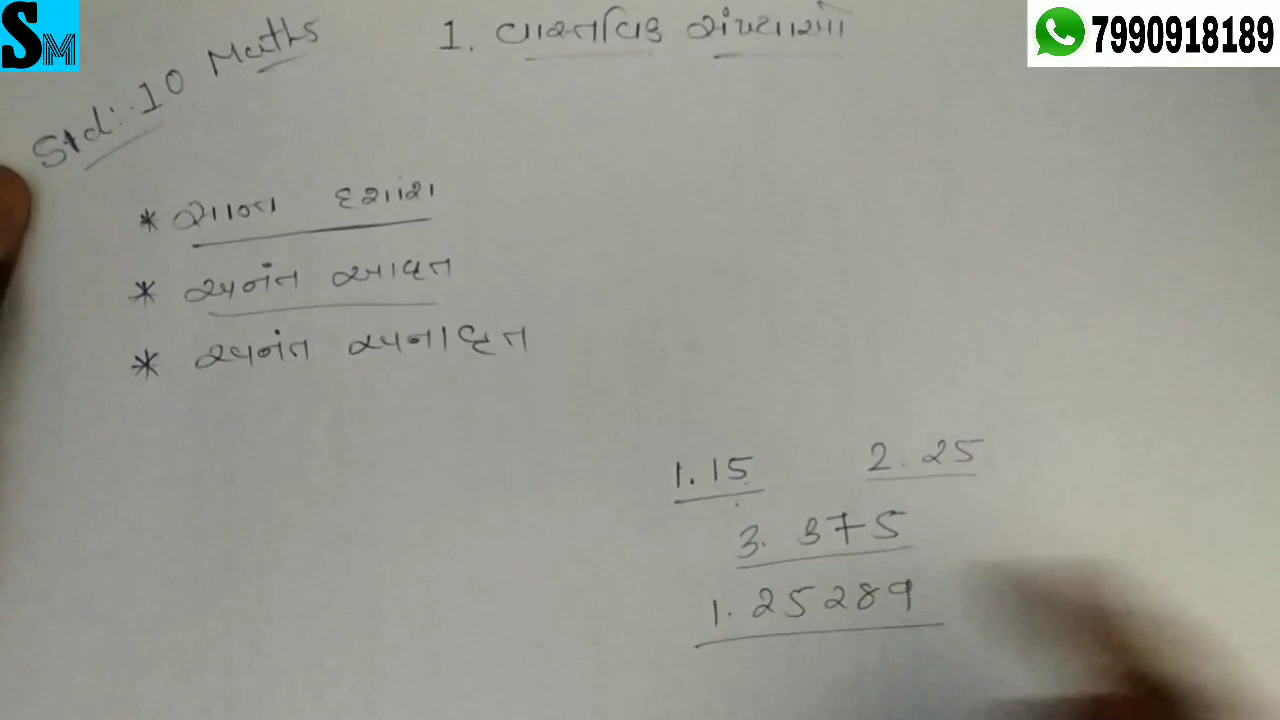 SM
7990918189
Std:- 10 Maths
1. વાસ્તવિક સંખ્યાઓ
* સાન્ત દશાંશ
* અનંત આવૃત
* અનંત અનાવૃત
1.15 2.25
3.375
1.25289